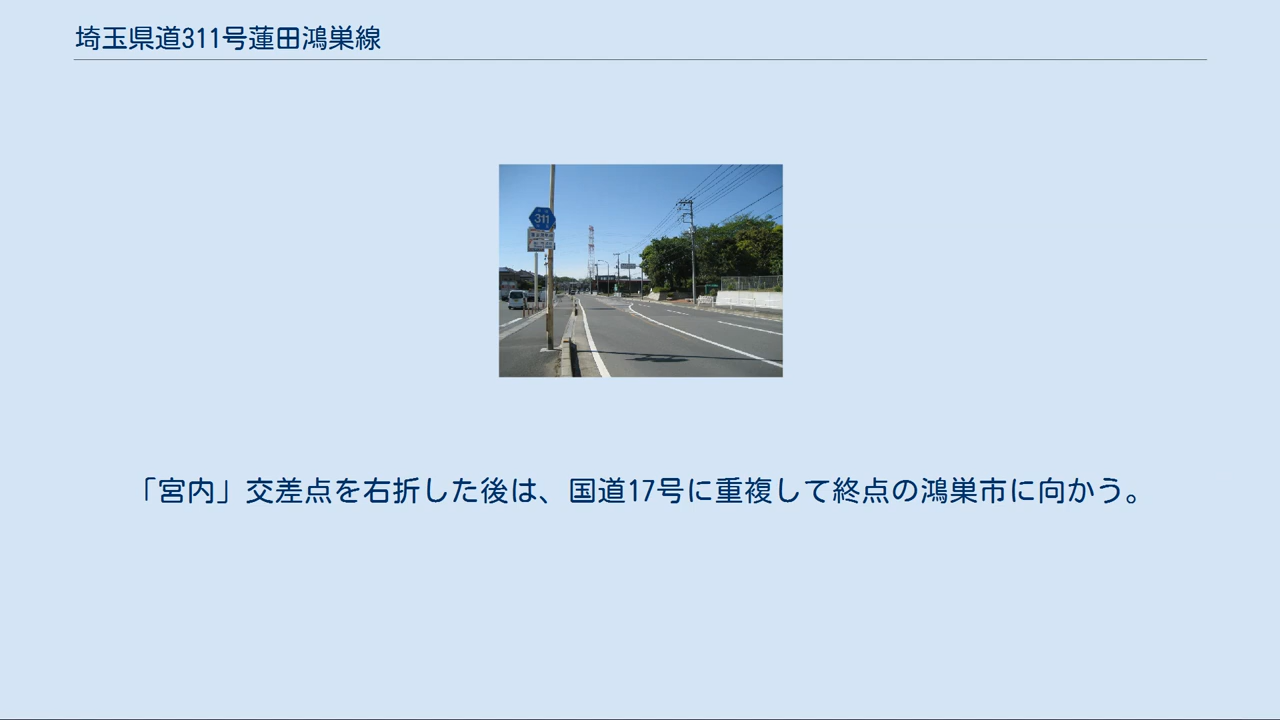 埼玉県道311号蓮田鴻巣線
311
「宮内」交差点を右折した後は、国道17号に重複して終点の鴻巣市に向かう。